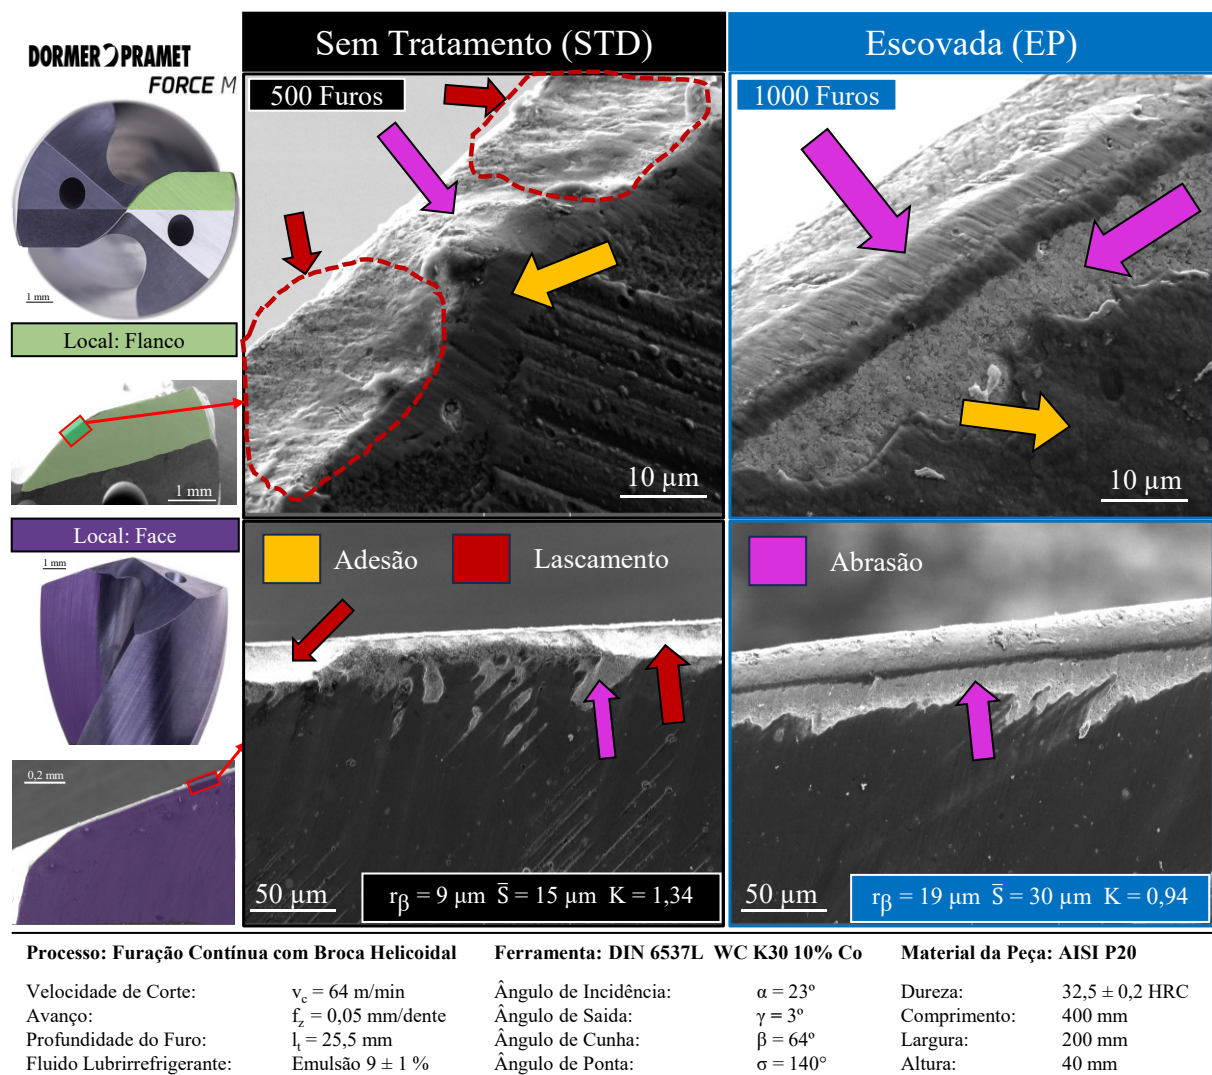 DORMER PRAMET
FORCE M
1 mm
Local: Flanco
1 mm
Local: Face
1 mm
0,2 mm
Sem Tratamento (STD)
Escovada (EP)
500 Furos
1000 Furos
10 µm
10 µm
Adesão
Lascamento
Abrasão
50 µm
rβ = 9 µm S̅ = 15 µm K = 1,34
50 µm
rβ = 19 µm S̅ = 30 µm K = 0,94
Processo: Furação Contínua com Broca Helicoidal
Velocidade de Corte: vc = 64 m/min
Avanço: fz = 0,05 mm/dente
Profundidade do Furo: lt = 25,5 mm
Fluido Lubrirrefrigerante: Emulsão 9 ± 1 %
Ferramenta: DIN 6537L WC K30 10% Co
Ângulo de Incidência: α = 23º
Ângulo de Saida: γ = 3º
Ângulo de Cunha: β = 64º
Ângulo de Ponta: σ = 140°
Material da Peça: AISI P20
Dureza: 32,5 ± 0,2 HRC
Comprimento: 400 mm
Largura: 200 mm
Altura: 40 mm